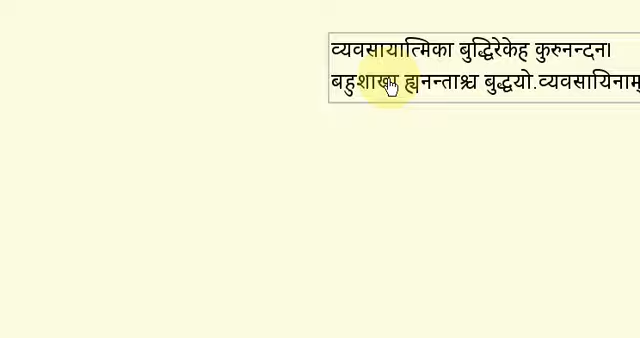 व्यवसायात्मिका बुद्धिरेकेह कुरुनन्दन।
बहुशाखा ह्यनन्ताश्च बुद्धयो.व्यवसायिनाम्